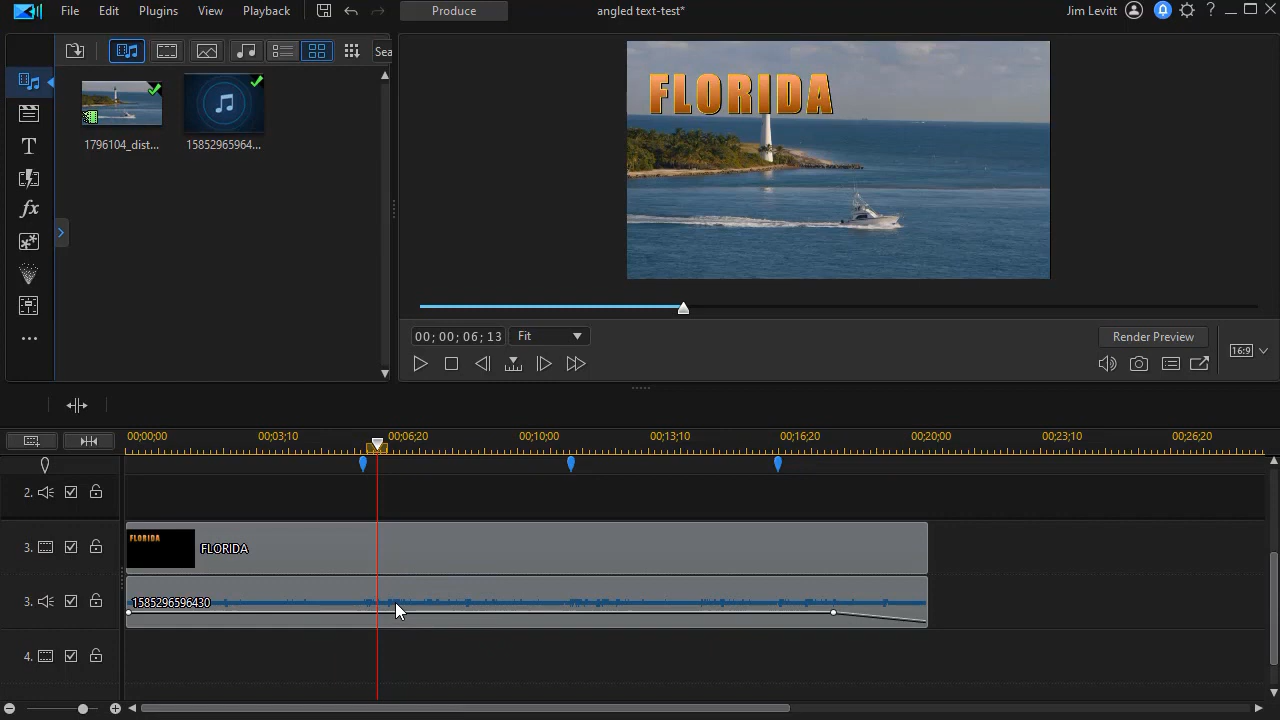 File Edit Plugins View Playback Produce angled text-test* Jim Levitt ?
Sea
T
fx
1796104_dist... 15852965964...
FLORIDA
00; 00; 06; 13 Fit Render Preview
16:9
00;00;00 00;03;10 00;06;20 00;10;00 00;13;10 00;16;20 00;20;00 00;23;10 00;26;20
2.
3. FLORIDA FLORIDA
3. 1585296596430
4.